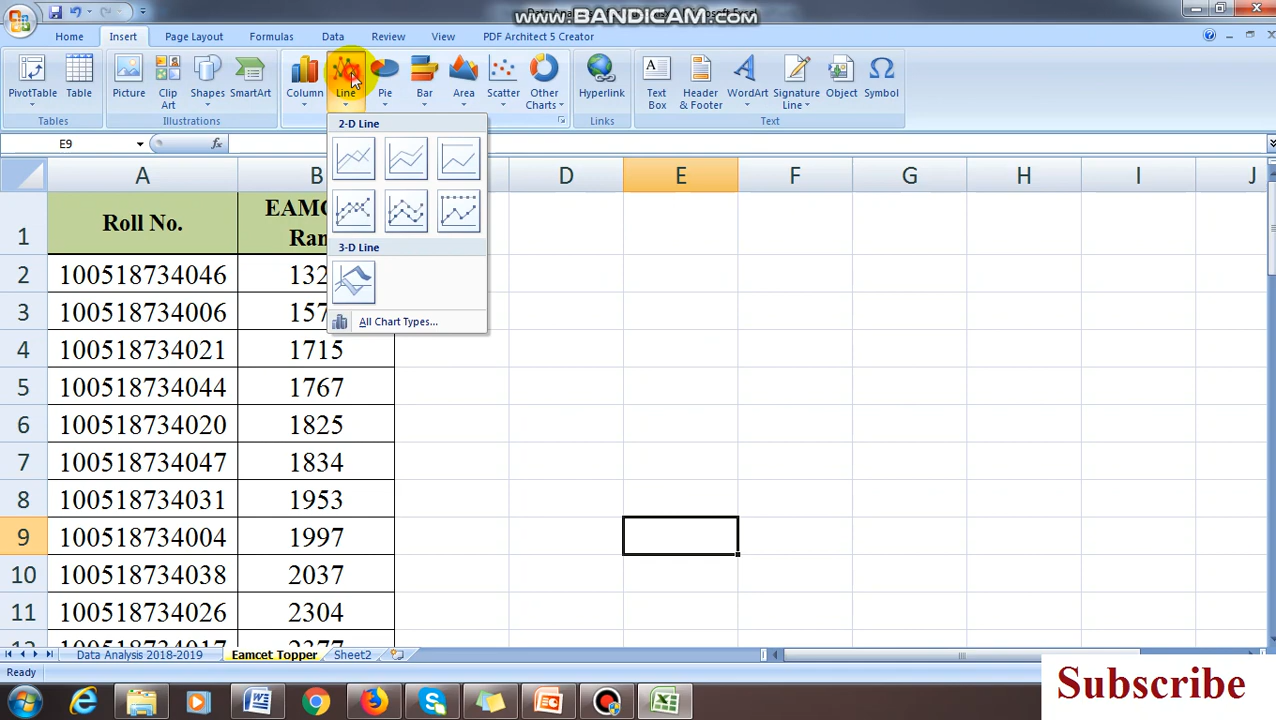 www.BANDICAM.com
Home Insert Page Layout Formulas Data Review View PDF Architect 5 Creator
PivotTable Table Picture Clip Art Shapes SmartArt Column Line Pie Bar Area Scatter Other Charts Hyperlink Text Box Header & Footer WordArt Signature Line Object Symbol
Tables Illustrations Links Text
E9 fx
2-D Line
3-D Line
All Chart Types...
A B D E F G H I J
1 Roll No. EAMC
Ran
2 100518734046 132
3 100518734006 157
4 100518734021 1715
5 100518734044 1767
6 100518734020 1825
7 100518734047 1834
8 100518734031 1953
9 100518734004 1997
10 100518734038 2037
11 100518734026 2304
Data Analysis 2018-2019 Eamcet Topper Sheet2
Ready
Subscribe